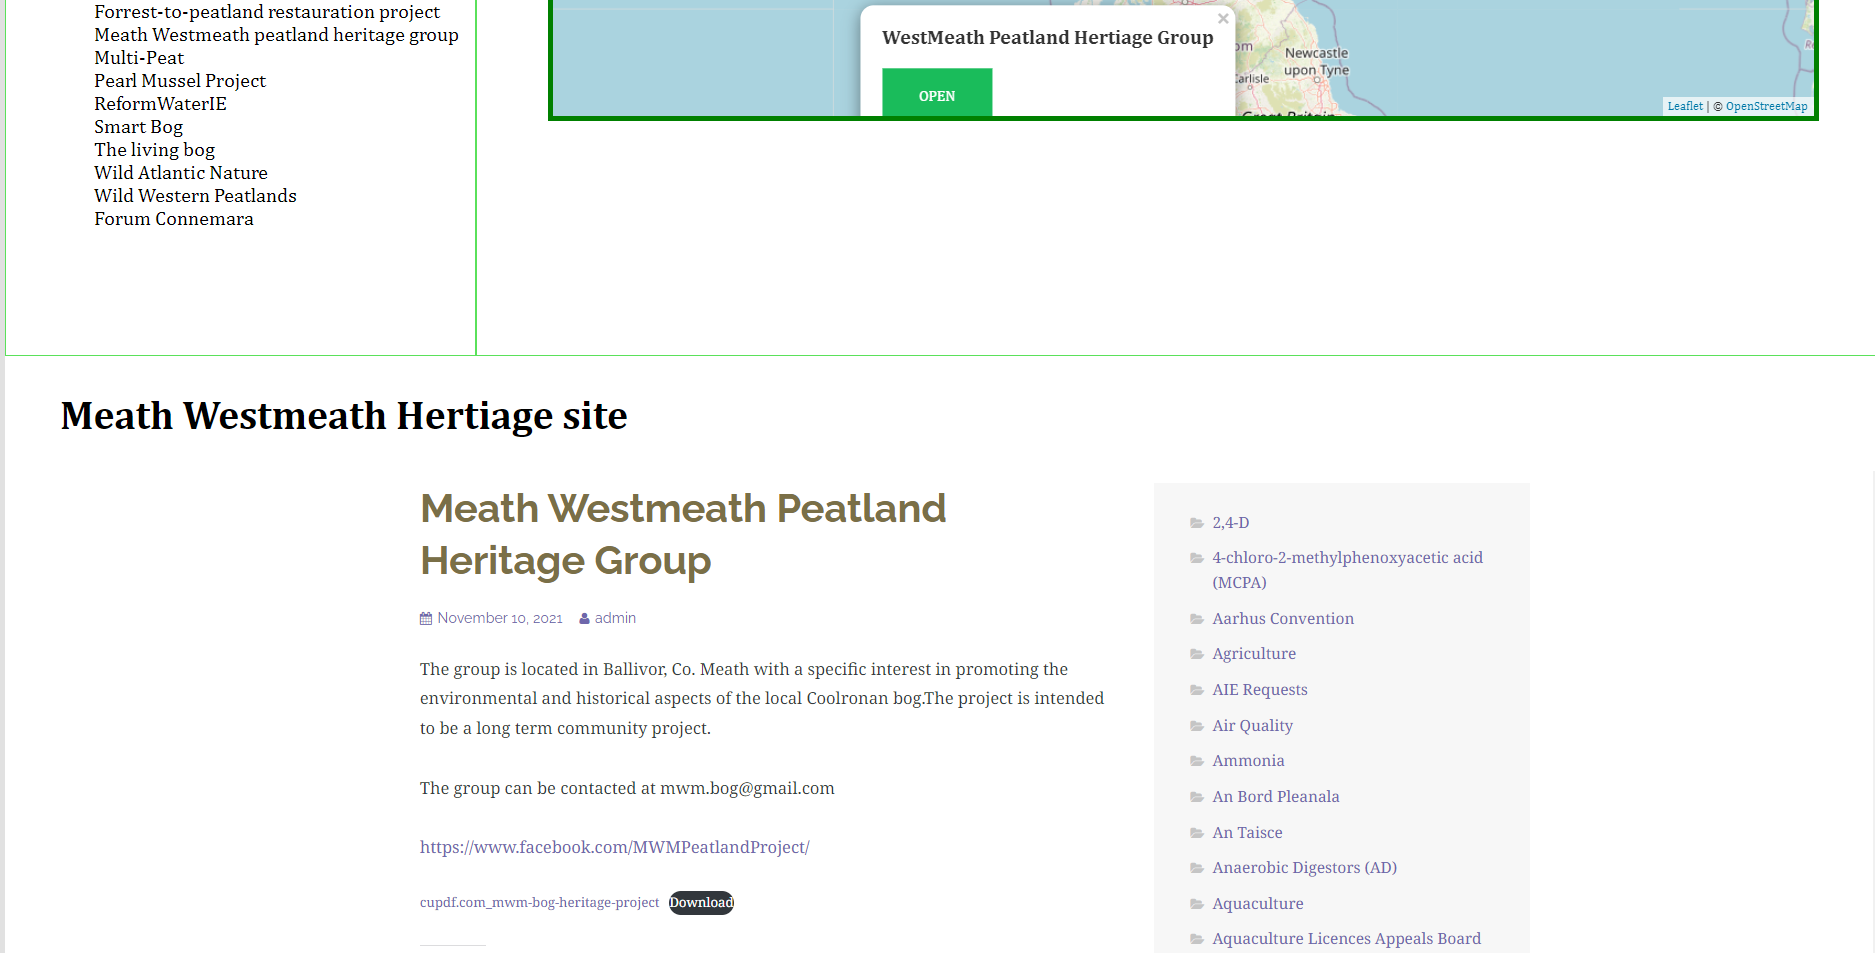 Forrest-to-peatland restauration project
Meath Westmeath peatland heritage group
Multi-Peat
Pearl Mussel Project
ReformWaterIE
Smart Bog
The living bog
Wild Atlantic Nature
Wild Western Peatlands
Forum Connemara
×
WestMeath Peatland Hertiage Group
OPEN
om
Carlisle
Newcastle
upon Tyne
Great Britain
Leaflet | © OpenStreetMap
Meath Westmeath Hertiage site
Meath Westmeath Peatland
Heritage Group
November 10, 2021 admin
The group is located in Ballivor, Co. Meath with a specific interest in promoting the
environmental and historical aspects of the local Coolronan bog.The project is intended
to be a long term community project.
The group can be contacted at mwm.bog@gmail.com
https://www.facebook.com/MWMPeatlandProject/
cupdf.com_mwm-bog-heritage-project Download
2,4-D
4-chloro-2-methylphenoxyacetic acid
(MCPA)
Aarhus Convention
Agriculture
AIE Requests
Air Quality
Ammonia
An Bord Pleanala
An Taisce
Anaerobic Digestors (AD)
Aquaculture
Aquaculture Licences Appeals Board